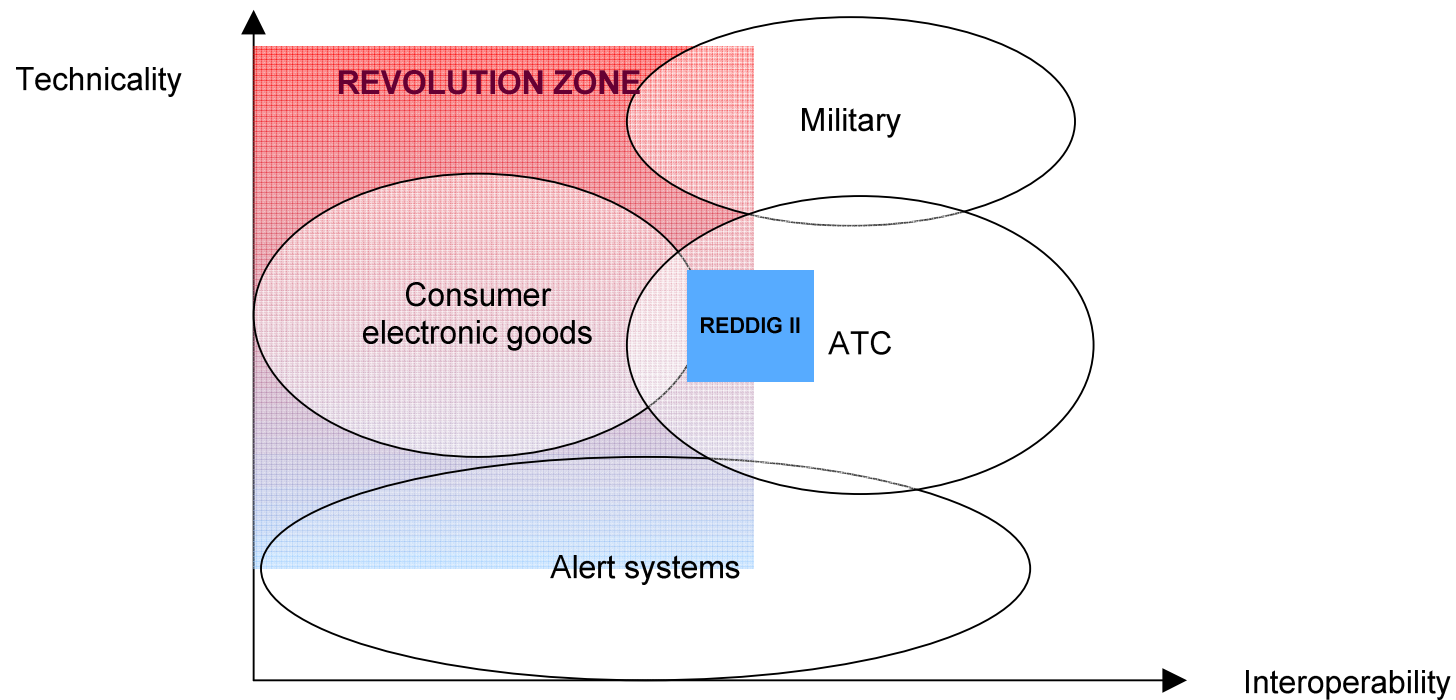 Technicality
REVOLUTION ZONE
Military
Consumer
electronic goods
REDDIG II
ATC
Alert systems
Interoperability